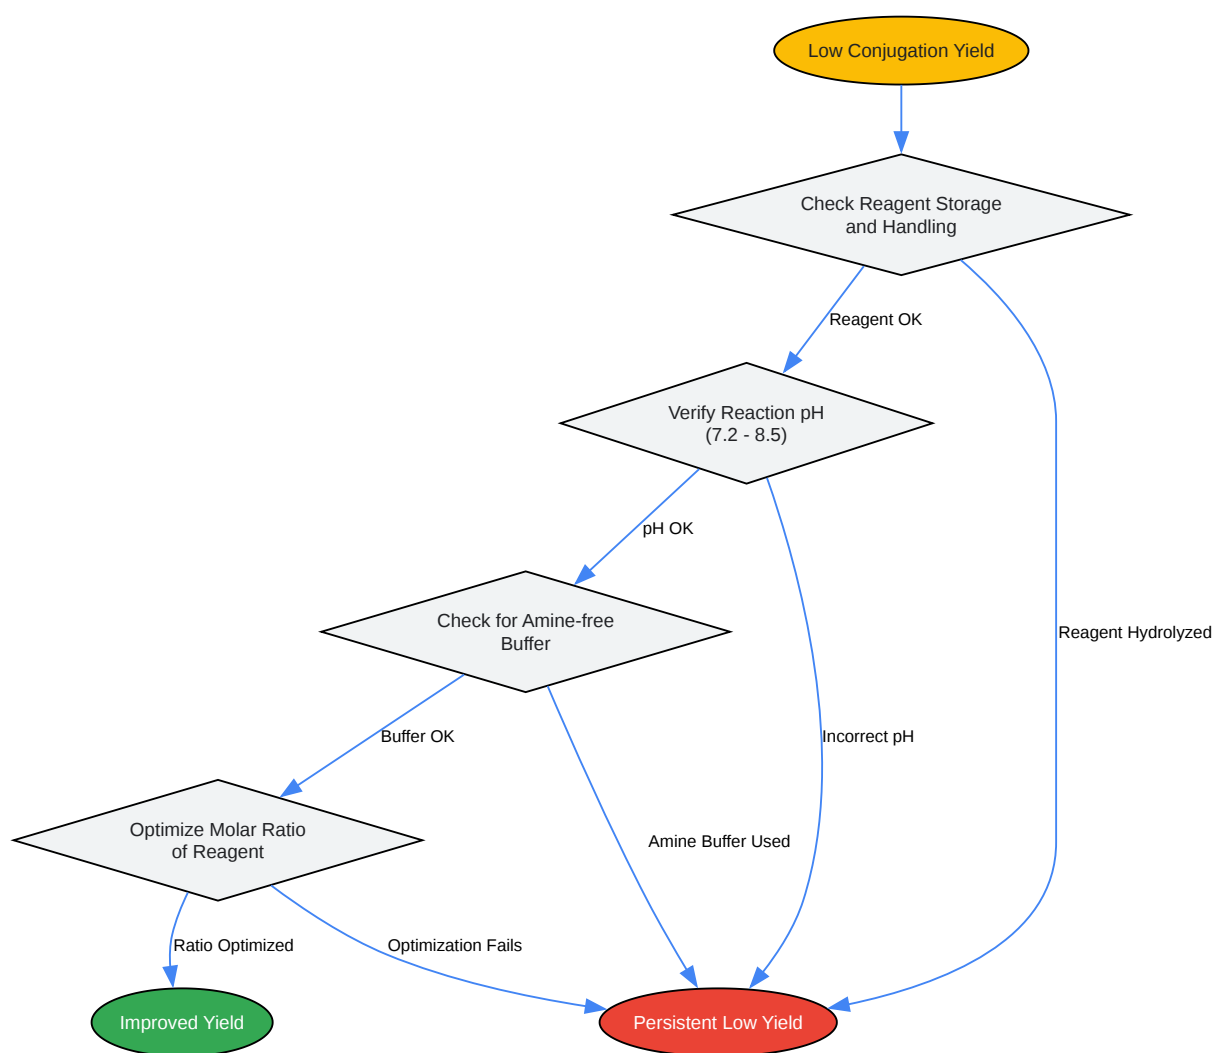 Low Conjugation Yield
Check Reagent Storage
and Handling
Reagent OK
Verify Reaction pH
(7.2 - 8.5)
pH OK
Check for Amine-free
Buffer
Reagent Hydrolyzed
Buffer OK
Incorrect pH
Optimize Molar Ratio
of Reagent
Amine Buffer Used
Ratio Optimized
Optimization Fails
Improved Yield
Persistent Low Yield